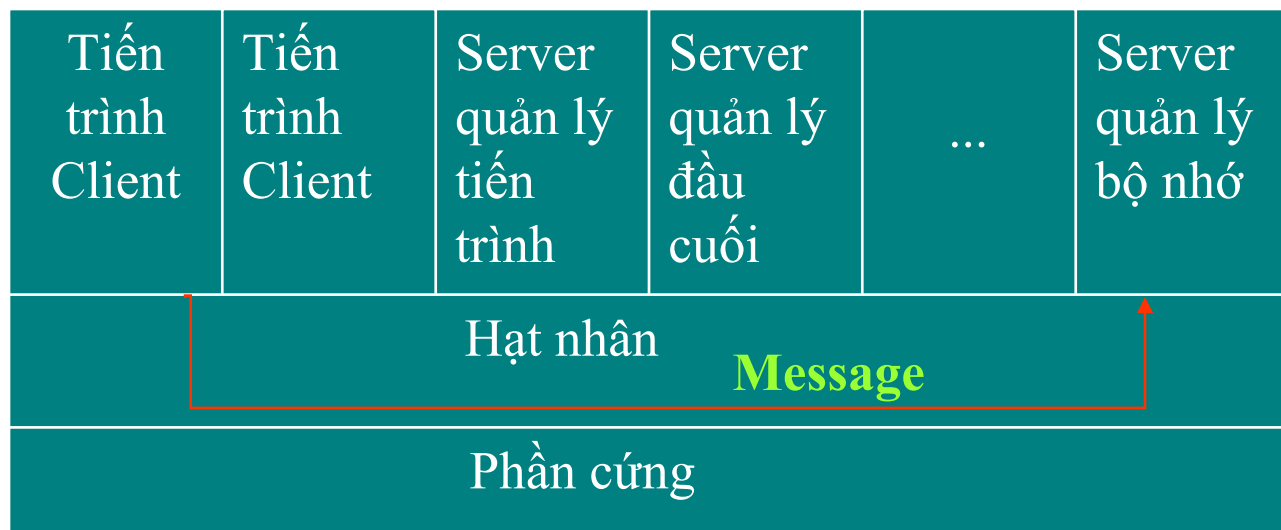 Tiến
trình
Client
Tiến
trình
Client
Server
quản lý
tiến
trình
Server
quản lý
đầu
cuối
...
Server
quản lý
bộ nhớ
Hạt nhân
Message
Phần cứng